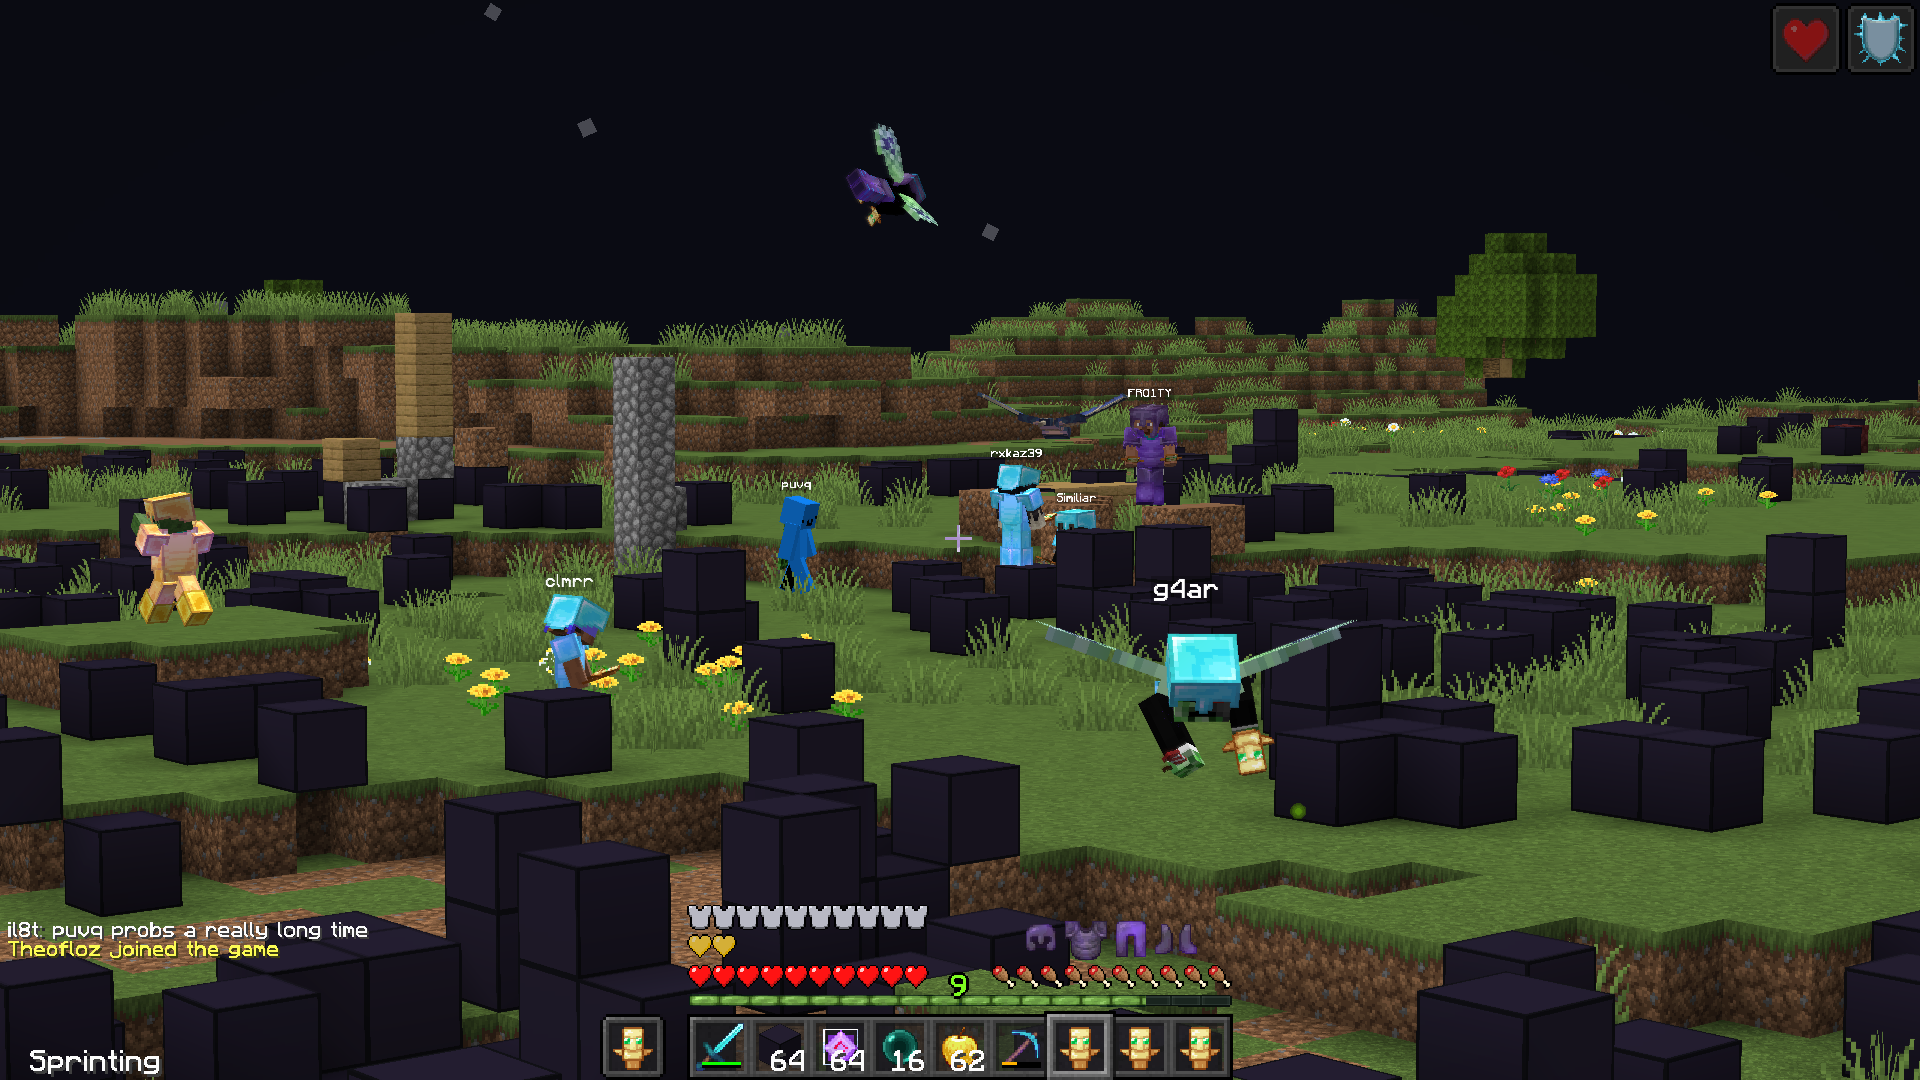 FR01TY
rxkaz39
puvq
Similiar
clmrr
g4ar
il8t: puvq probs a really long time
Theofloz joined the game
9
64
64
16
62
Sprinting